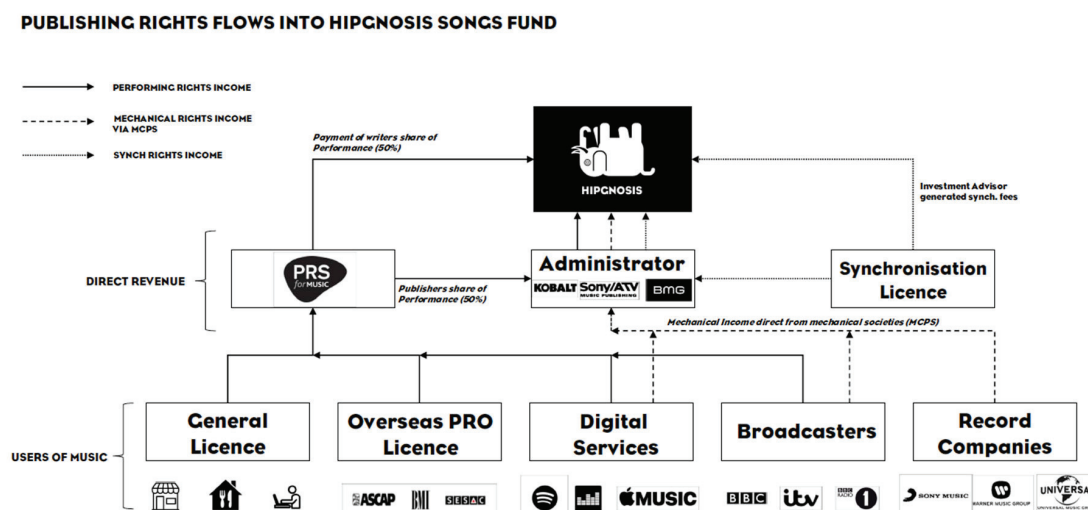 PUBLISHING RIGHTS FLOWS INTO HIPGNOSIS SONGS FUND
PERFORMING RIGHTS INCOME
MECHANICAL RIGHTS INCOME
VIA MCPS
SYNCH RIGHTS INCOME
Payment of writers share of
Performance (50%)
HIPGNOSIS
Investment Advisor
generated synch. fees
DIRECT REVENUE
PRS
for MUSIC
Publishers share of
Performance (50%)
Administrator
KOBALT
Sony/ATV
MUSIC PUBLISHING
BMG
Synchronisation
Licence
Mechanical Income direct from mechanical societies (MCPS)
USERS OF MUSIC
General
Licence
Overseas PRO
Licence
Digital
Services
Broadcasters
Record
Companies
ASCAP
BMI
SESAC
MUSIC
BBC
itv
BBC
RADIO
1
SONY MUSIC
WARNER MUSIC GROUP
UNIVERSA